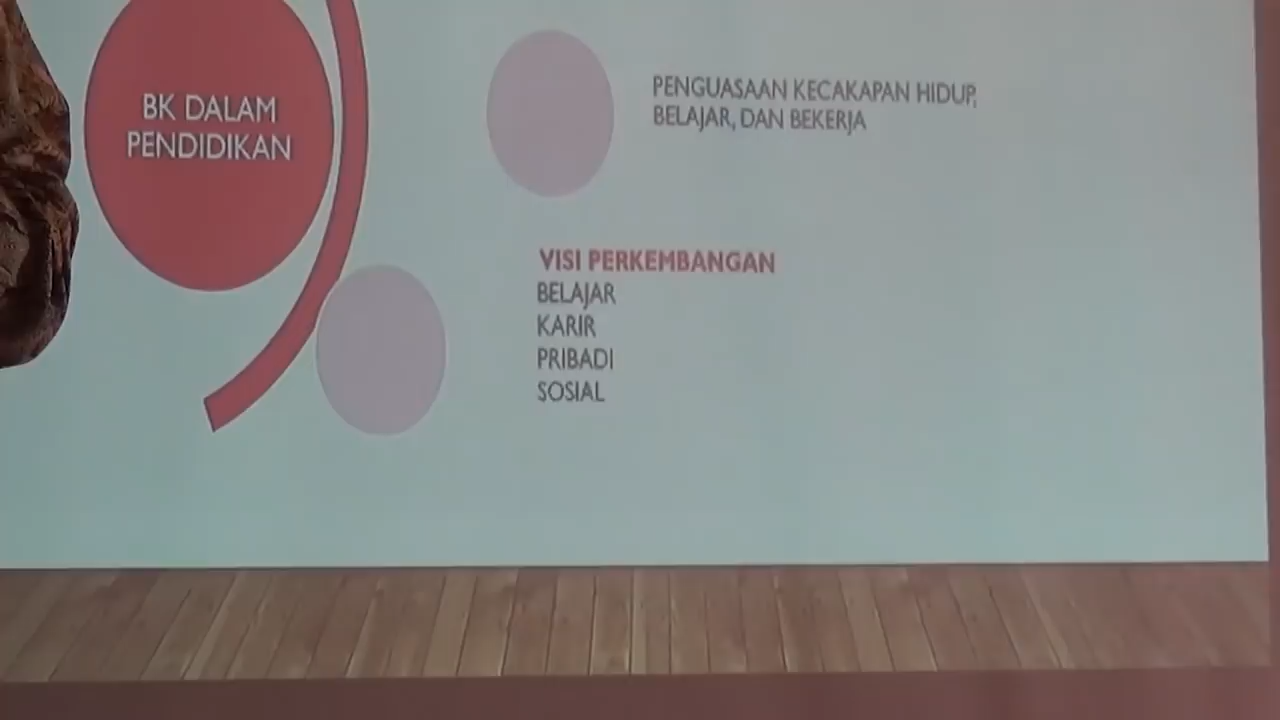 BK DALAM
PENDIDIKAN
PENGUASAAN KECAKAPAN HIDUP,
BELAJAR, DAN BEKERJA
VISI PERKEMBANGAN
BELAJAR
KARIR
PRIBADI
SOSIAL